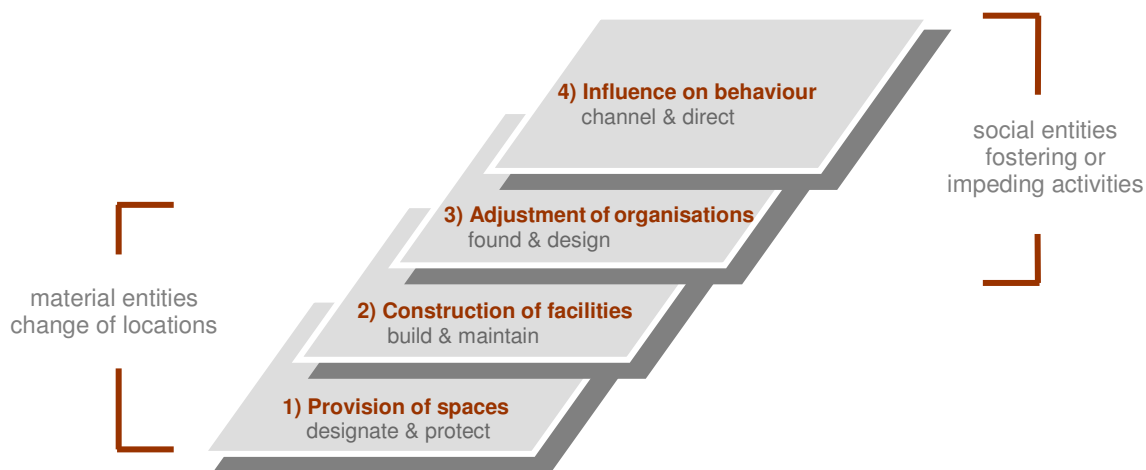 4) Influence on behaviour
channel & direct
social entities
fostering or
impeding activities
3) Adjustment of organisations
found & design
material entities
change of locations
2) Construction of facilities
build & maintain
1) Provision of spaces
designate & protect